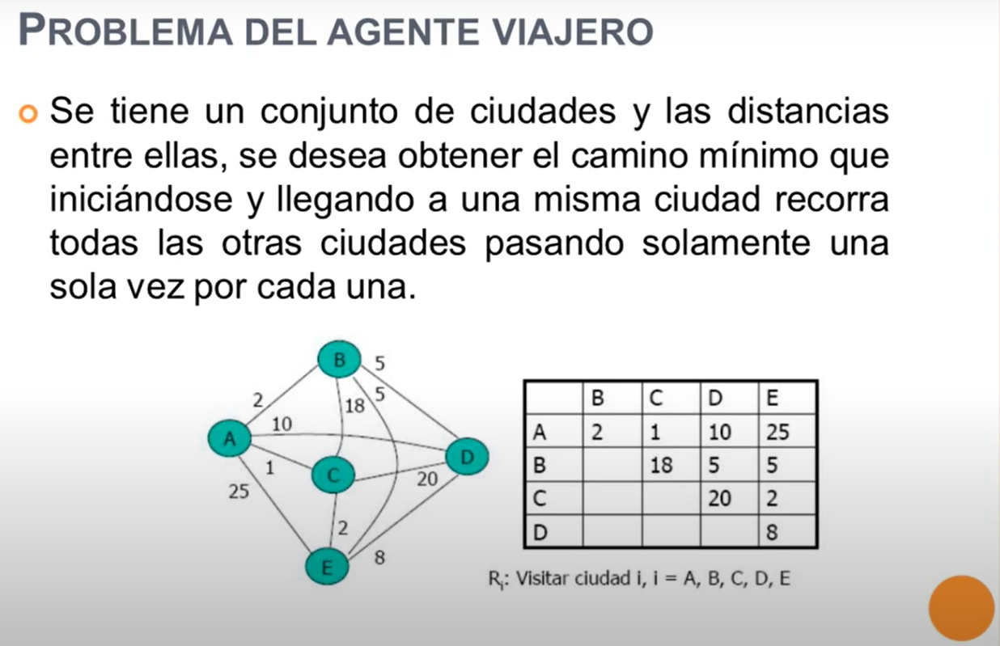 PROBLEMA DEL AGENTE VIAJERO
Se tiene un conjunto de ciudades y las distancias
entre ellas, se desea obtener el camino mínimo que
iniciándose y llegando a una misma ciudad recorra
todas las otras ciudades pasando solamente una
sola vez por cada una.
B 5
2 18 5
10
A
1 C D
25 20
2
E 8
B C D E
A 2 1 10 25
B 18 5 5
C 20 2
D 8
Ri: Visitar ciudad i, i = A, B, C, D, E